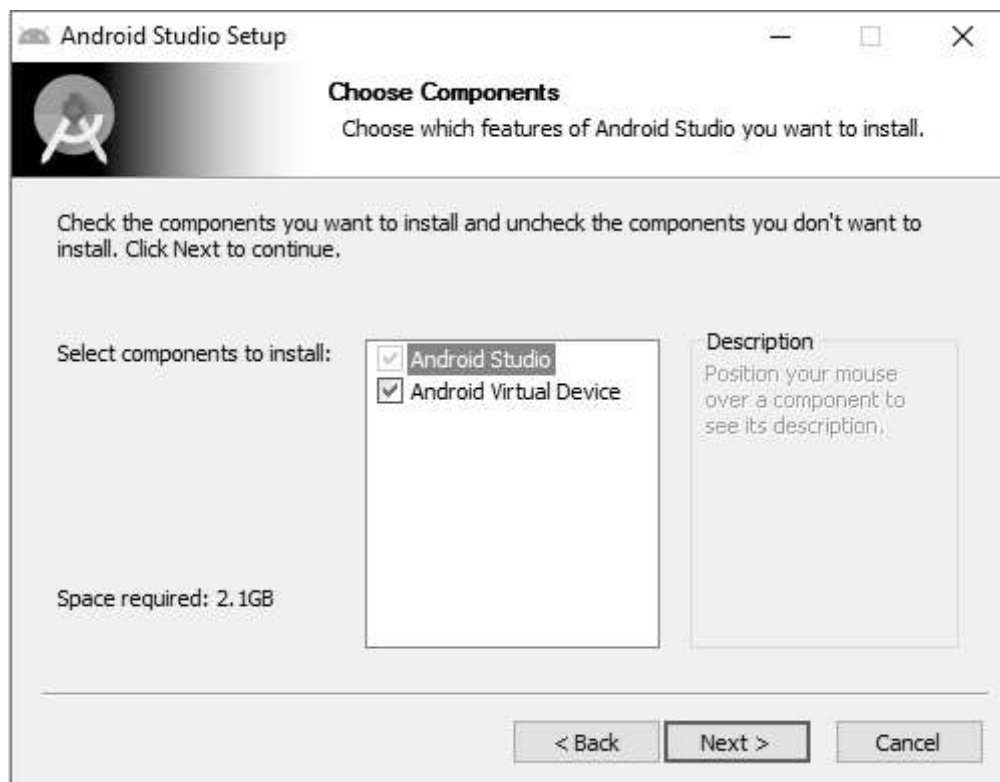 Android Studio Setup
Choose Components
Choose which features of Android Studio you want to install.
Check the components you want to install and uncheck the components you don't want to
install. Click Next to continue.
Select components to install:
Android Studio
Android Virtual Device
Description
Position your mouse
over a component to
see its description.
Space required: 2.1GB
< Back
Next >
Cancel